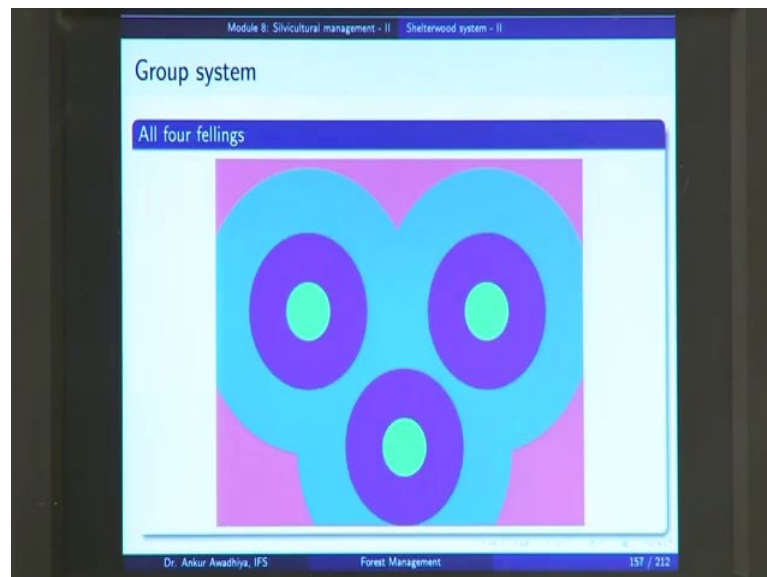 Module 8: Silvicultural management - II Shelterwood system - II
Group system
All four fellings
Dr. Ankur Awadhiya, IFS Forest Management 157 / 212